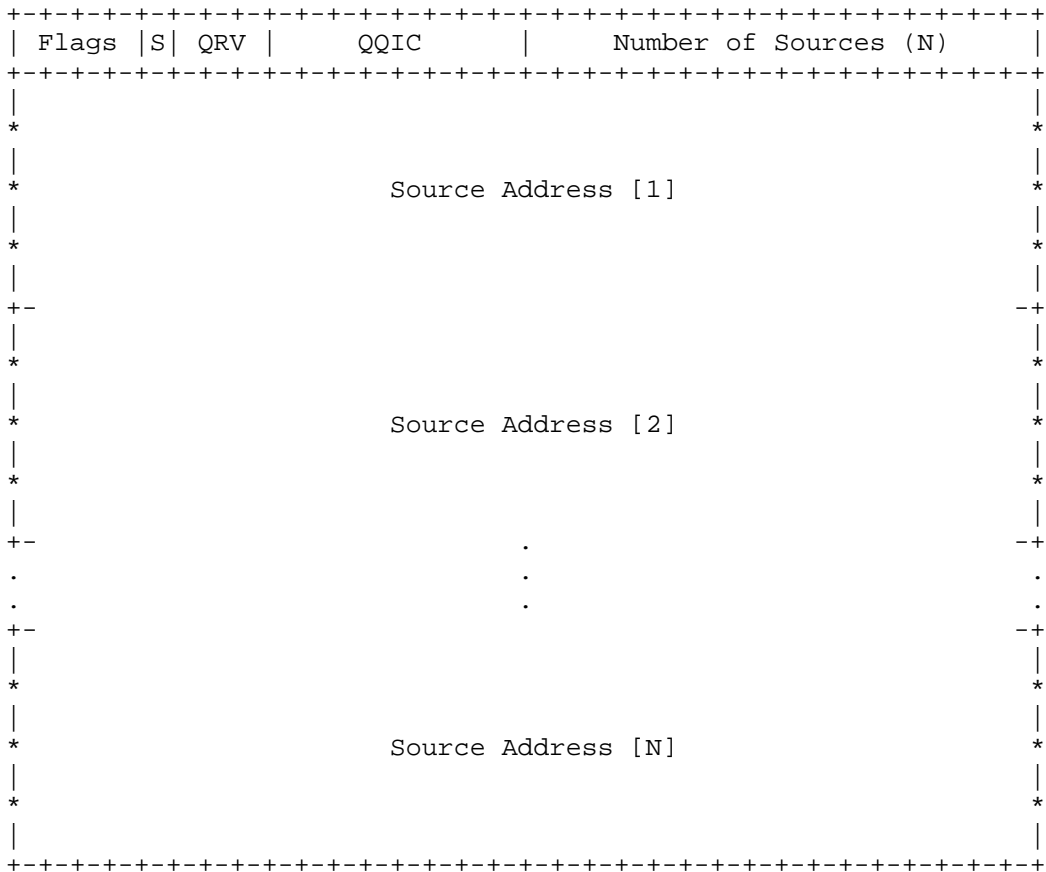 | Flags |S| QRV | QQIC | Number of Sources (N) |
Source Address [1]
Source Address [2]
Source Address [N]